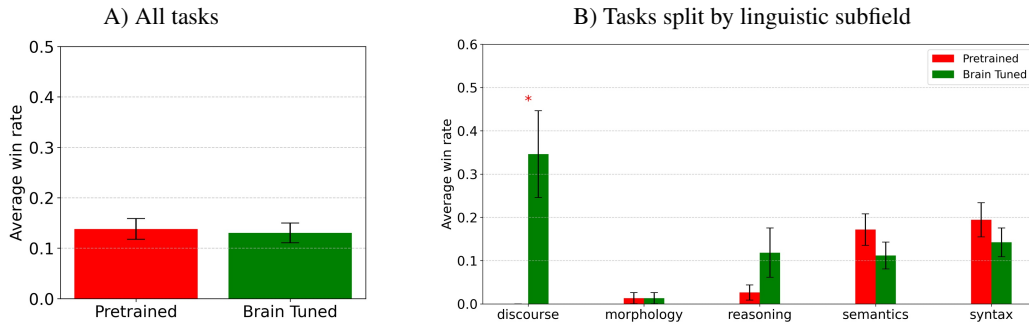 A) All tasks
Average win rate
0.5
0.4
0.3
0.2
0.1
0.0
Pretrained Brain Tuned
B) Tasks split by linguistic subfield
Average win rate
0.6
0.5
0.4
0.3
0.2
0.1
0.0
*
Pretrained
Brain Tuned
discourse morphology reasoning semantics syntax